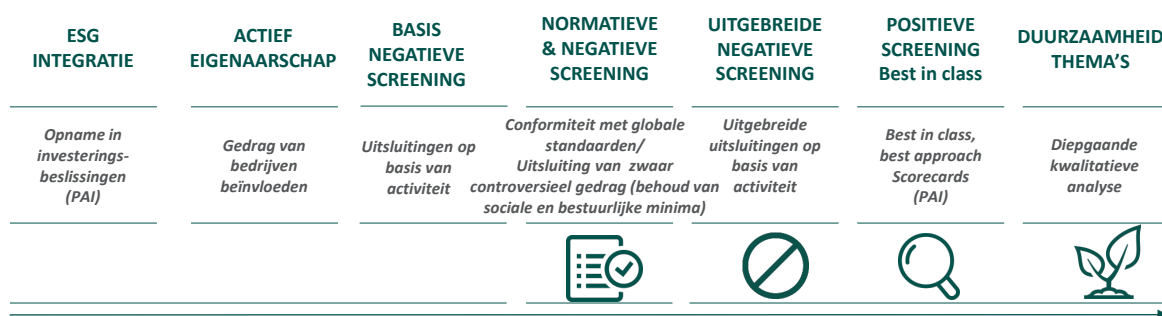 ESG
INTEGRATIE
ACTIEF
EIGENAARSCHAP
BASIS
NEGATIEVE
SCREENING
NORMATIEVE
& NEGATIEVE
SCREENING
UITGEBREIDE
NEGATIEVE
SCREENING
POSITIEVE
SCREENING
Best in class
DUURZAAMHEID
THEMA’S
Opname in
investerings-
beslissingen
(PAI)
Gedrag van
bedrijven
beïnvloeden
Uitsluitingen op
basis van
activiteit
Conformiteit met globale
standaarden/
Uitsluiting van zwaar
controversieel gedrag (behoud van
sociale en bestuurlijke minima)
Uitgebreide
uitsluitingen op
basis van
activiteit
Best in class,
best approach
Scorecards
(PAI)
Diepgaande
kwalitatieve
analyse